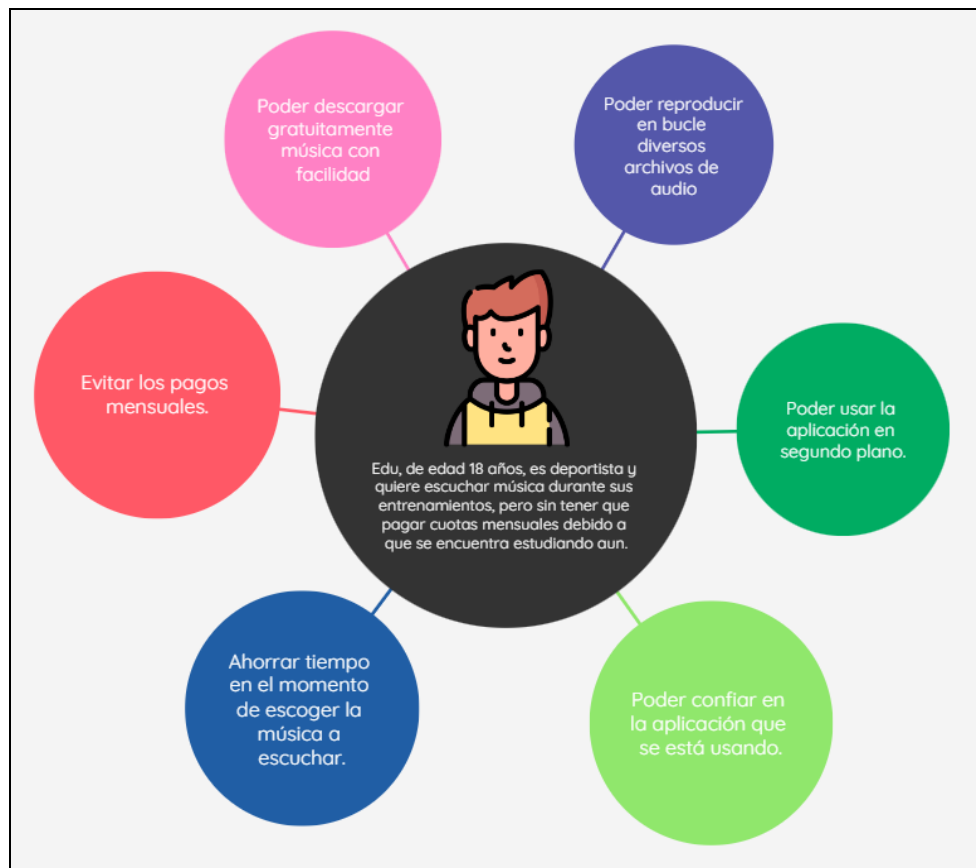 Poder descargar
gratuitamente
música con
facilidad
Poder reproducir
en bucle
diversos
archivos de
audio
Evitar los pagos
mensuales.
Edu, de edad 18 años, es deportista y
quiere escuchar música durante sus
entrenamientos, pero sin tener que
pagar cuotas mensuales debido a
que se encuentra estudiando aun.
Poder usar la
aplicación en
segundo plano.
Ahorrar tiempo
en el momento
de escoger la
música a
escuchar.
Poder confiar en
la aplicación que
se está usando.